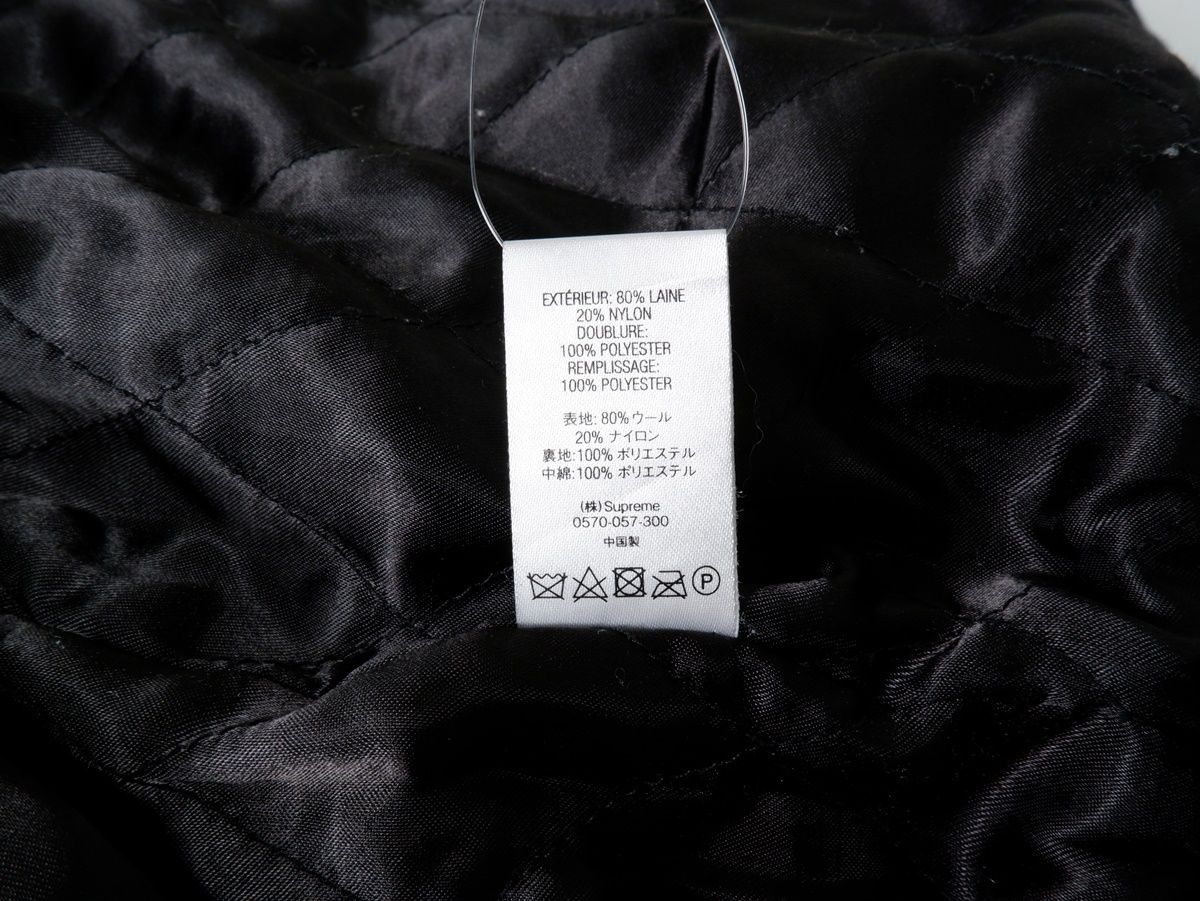 EXTÉRIEUR: 80% LAINE
20% NYLON
DOUBLURE:
100% POLYESTER
REMPLISSAGE:
100% POLYESTER
表地: 80%ウール
20% ナイロン
裏地:100% ポリエステル
中綿:100% ポリエステル
(株)Supreme
0570-057-300
中国製
P